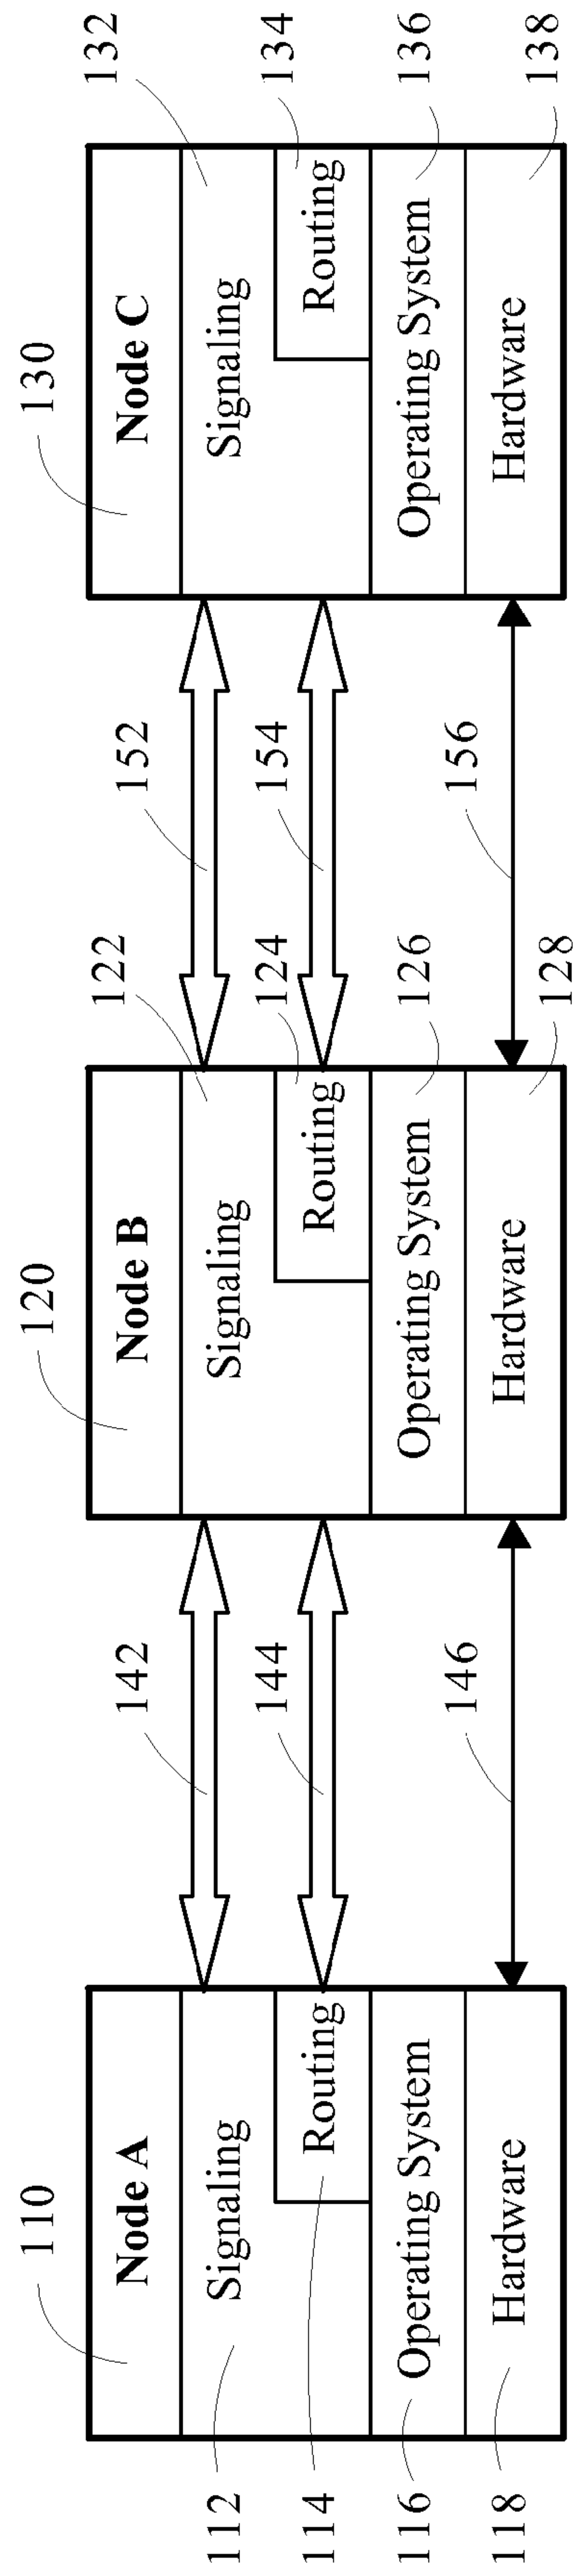 110
120
130
Node A
Node B
Node C
142
152
122
132
112
Signaling
Signaling
Signaling
144
154
124
134
114
Routing
Routing
Routing
116
Operating System
126
Operating System
136
Operating System
118
Hardware
146
128
Hardware
156
138
Hardware